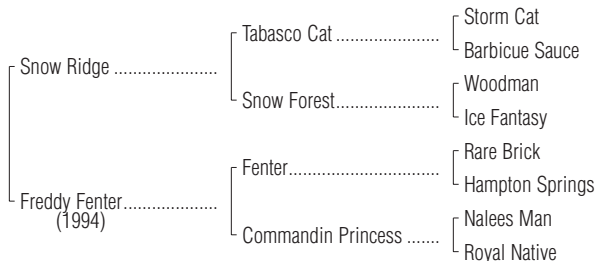 Storm Cat
Tabasco Cat .....................
Barbicue Sauce
Snow Ridge .....................
Woodman
Snow Forest.....................
Ice Fantasy
Rare Brick
Fenter.............................
Hampton Springs
Freddy Fenter...................
(1994)
Nalees Man
Commandin Princess .......
Royal Native